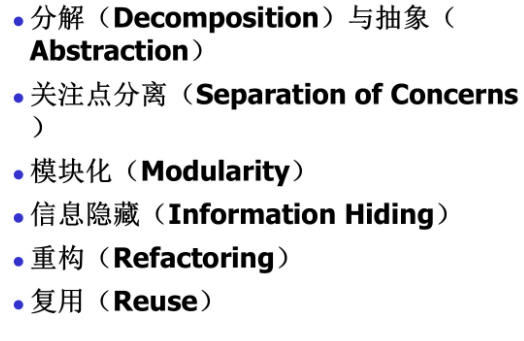 • 分解（Decomposition）与抽象（
Abstraction）
• 关注点分离（Separation of Concerns
）
• 模块化（Modularity）
• 信息隐藏（Information Hiding）
• 重构（Refactoring）
• 复用（Reuse）